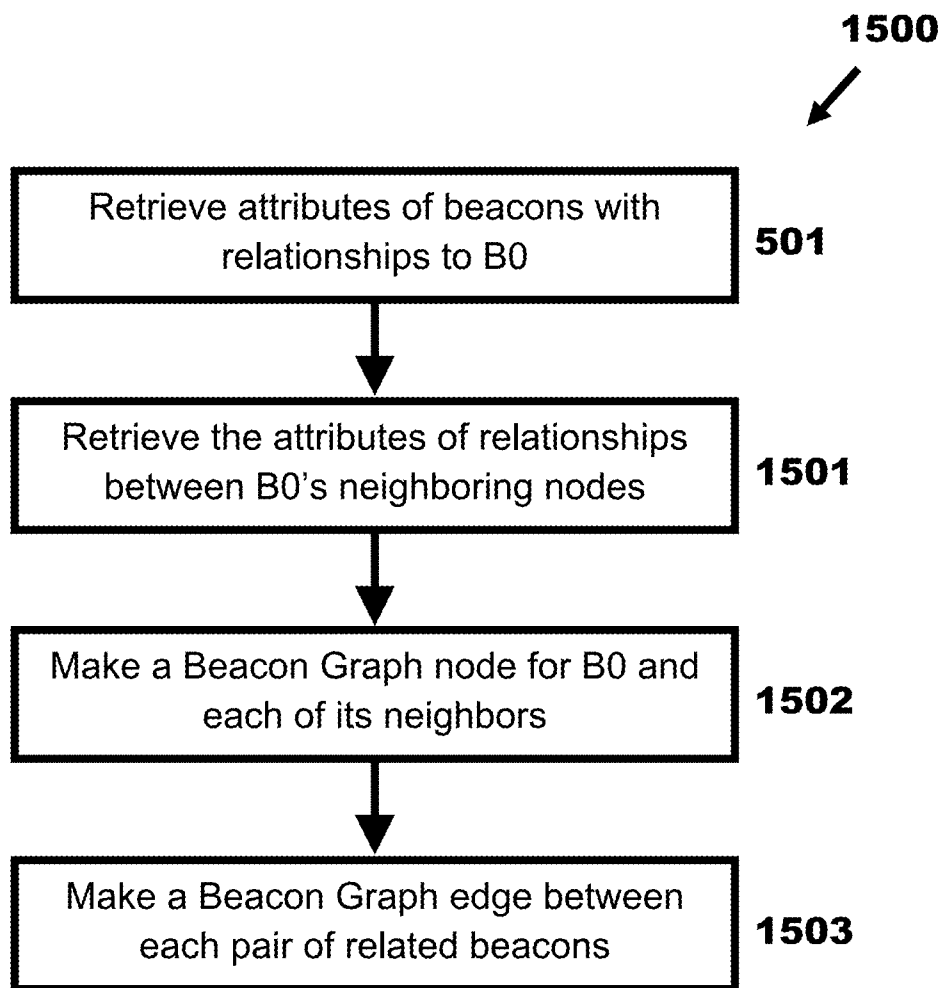 1500
Retrieve attributes of beacons with
relationships to B0
501
Retrieve the attributes of relationships
between B0's neighboring nodes
1501
Make a Beacon Graph node for B0 and
each of its neighbors
1502
Make a Beacon Graph edge between
each pair of related beacons
1503